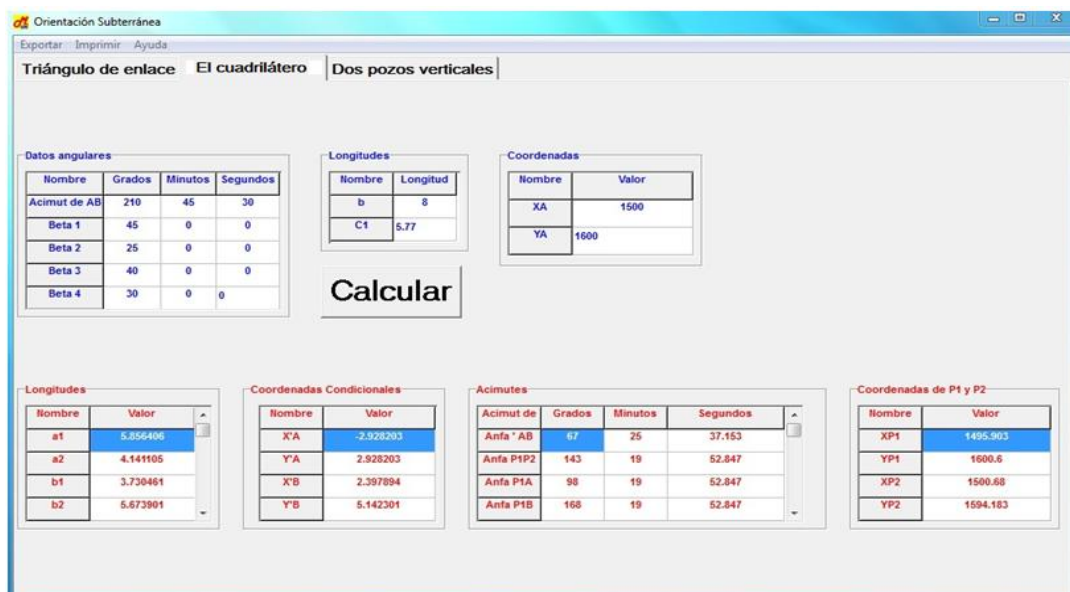 Orientación Subterránea
Exportar Imprimir Ayuda
Triángulo de enlace El cuadrilátero Dos pozos verticales
Datos angulares
Nombre Grados Minutos Segundos
Acimut de AB 210 45 30
Beta 1 45 0 0
Beta 2 25 0 0
Beta 3 40 0 0
Beta 4 30 0 0
Longitudes
Nombre Longitud
b 8
C1 5.77
Coordenadas
Nombre Valor
XA 1500
YA 1600
Calcular
Longitudes
Nombre Valor
a1 5.856406
a2 4.141105
b1 3.730461
b2 5.673901
Coordenadas Condicionales
Nombre Valor
X'A -2.928203
Y'A 2.928203
X'B 2.397894
Y'B 5.142301
Acimutes
Acimut de Grados Minutos Segundos
Anfa ' AB 67 25 37.153
Anfa P1P2 143 19 52.847
Anfa P1A 98 19 52.847
Anfa P1B 168 19 52.847
Coordenadas de P1 y P2
Nombre Valor
XP1 1495.903
YP1 1600.6
XP2 1500.68
YP2 1594.183